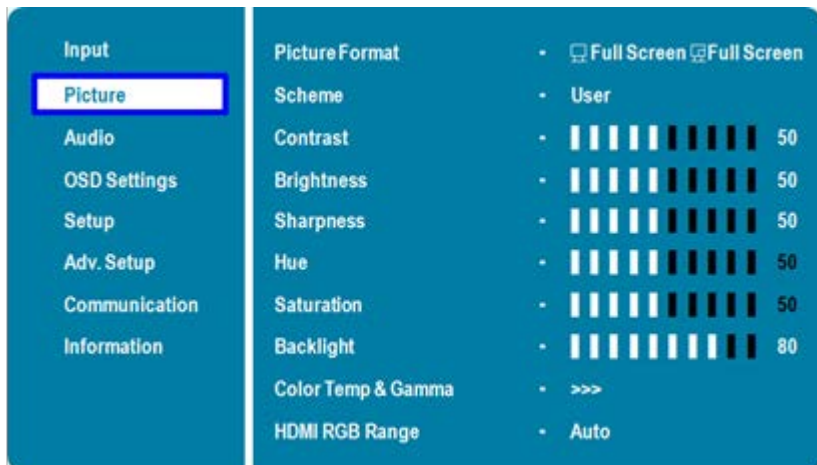 Input
Picture
Audio
OSD Settings
Setup
Adv. Setup
Communication
Information
Picture Format - Full Screen Full Screen
Scheme - User
Contrast - 50
Brightness - 50
Sharpness - 50
Hue - 50
Saturation - 50
Backlight - 80
Color Temp & Gamma - >>>
HDMI RGB Range - Auto